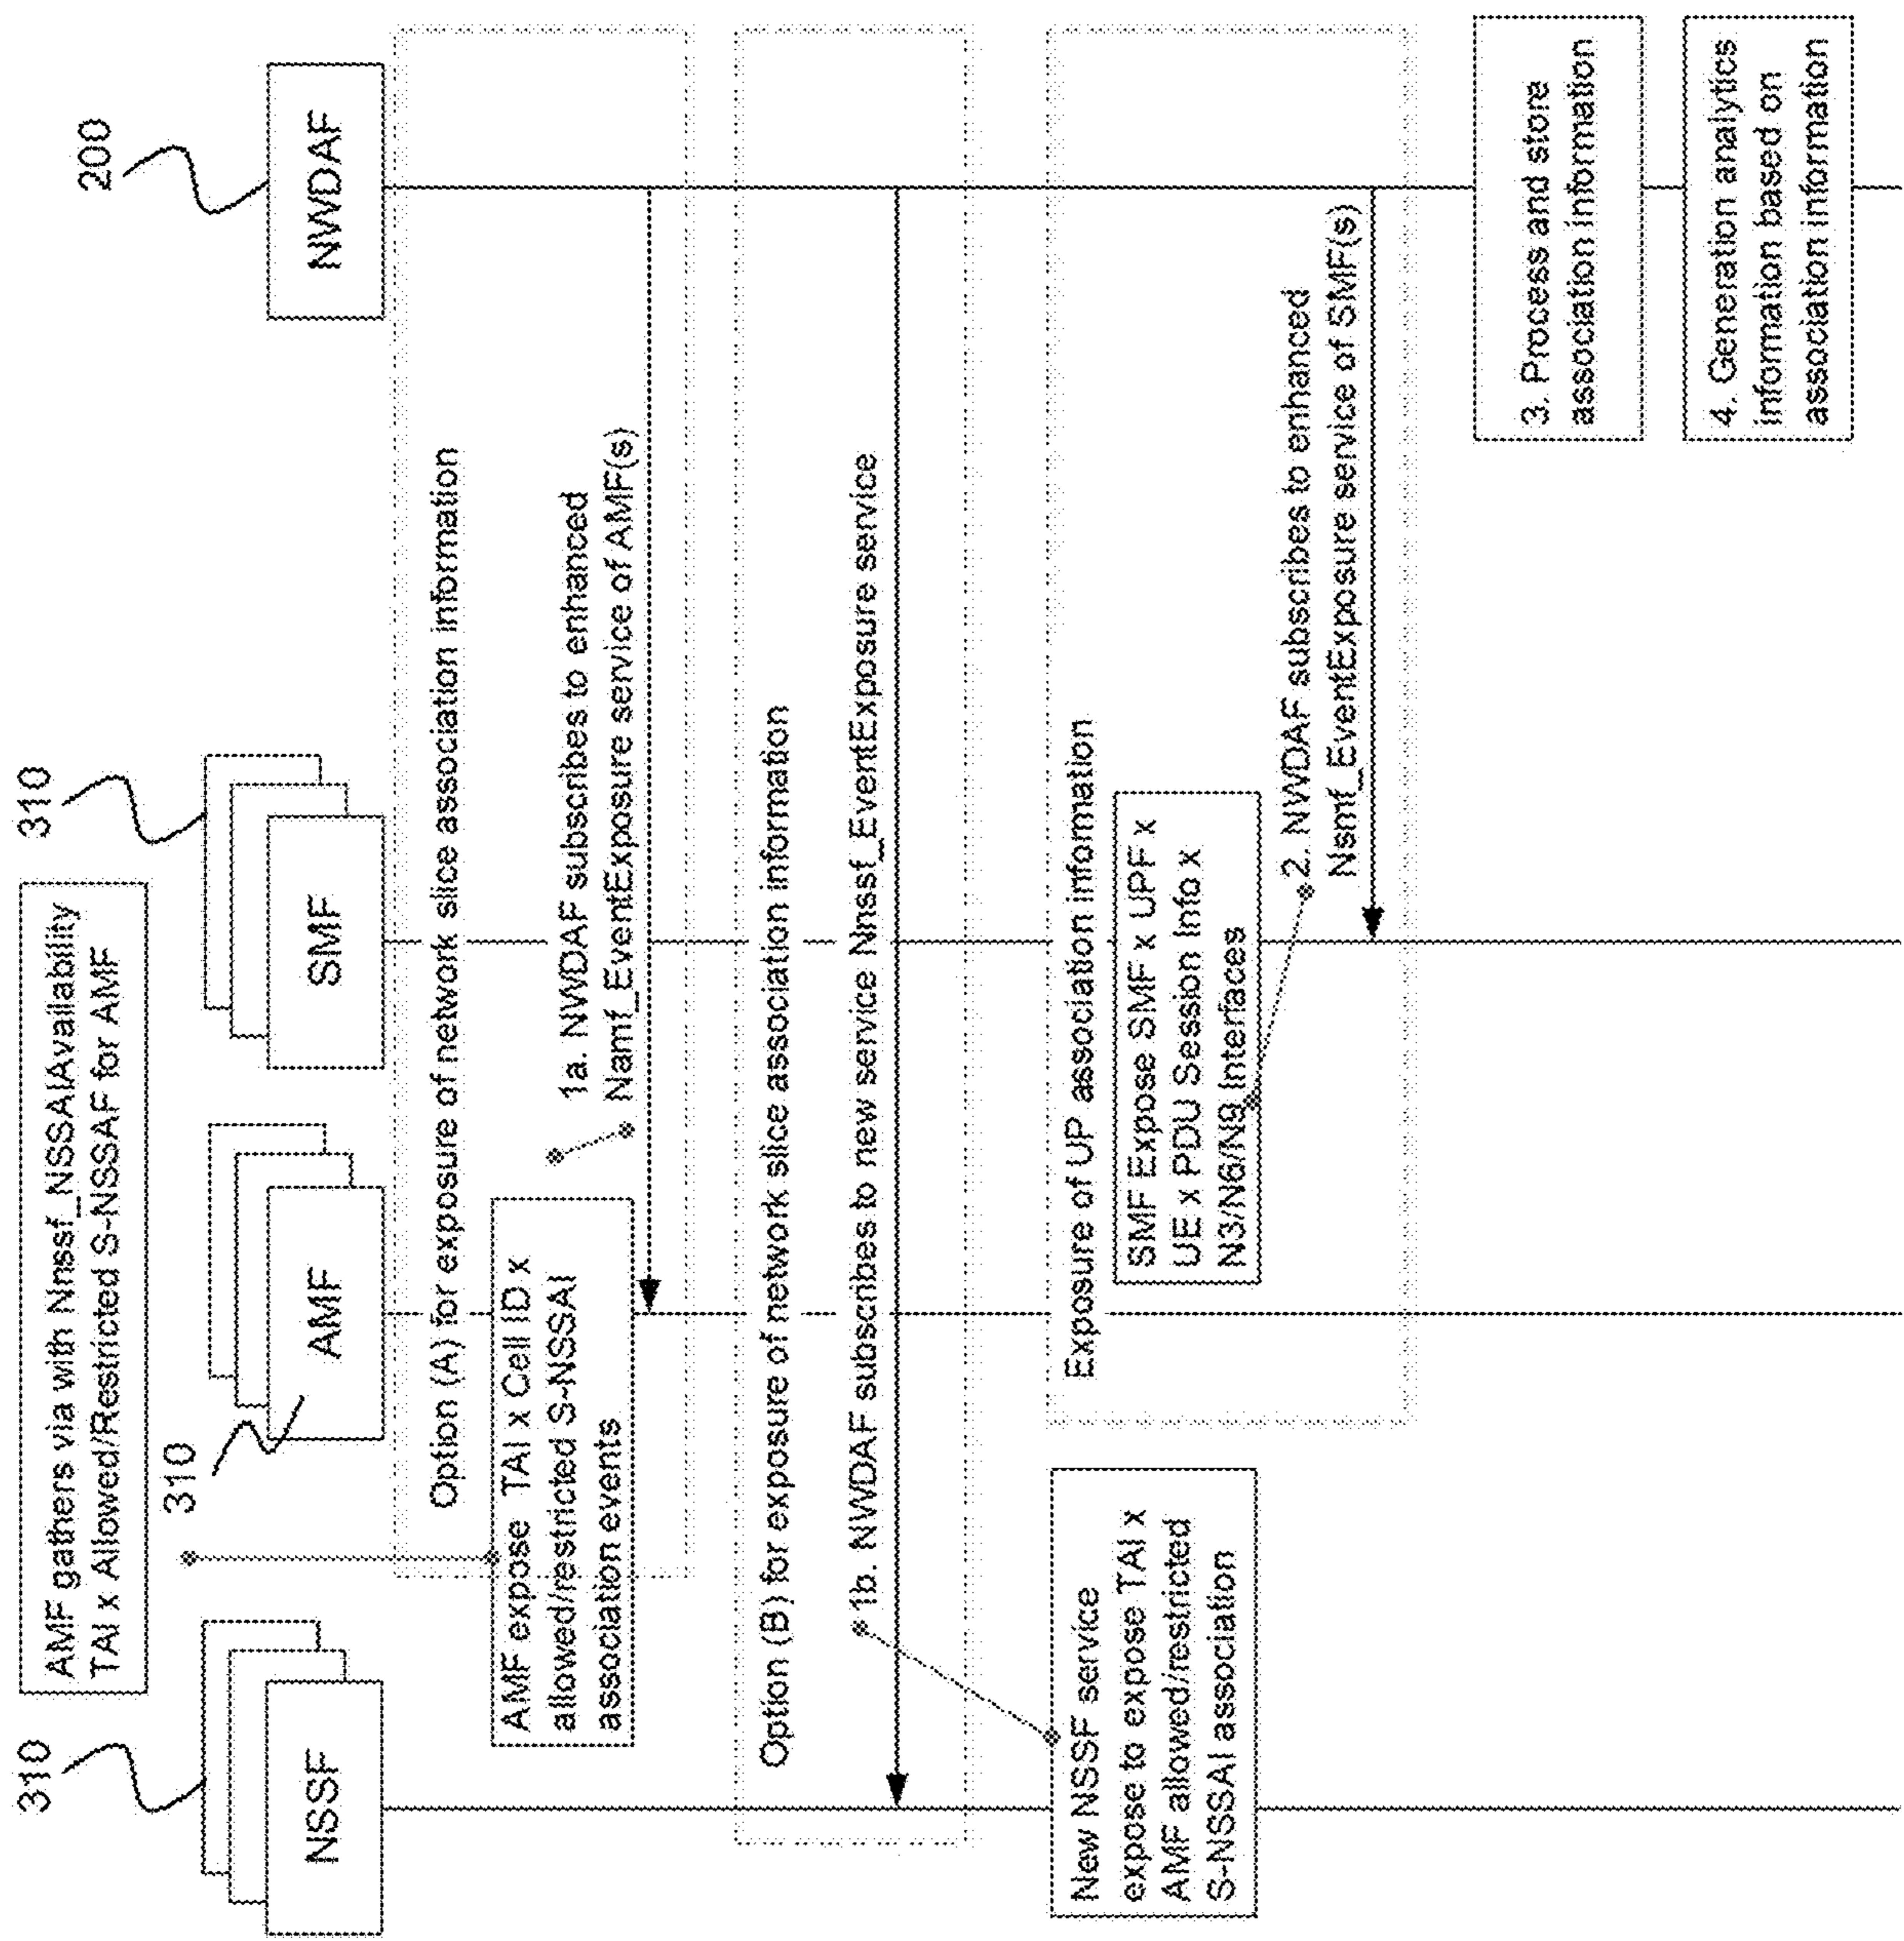 AMF gathers via with Nnssf_NSSAIAvailability
TAI x Allowed/Restricted S-NSSAF for AMF
310
310
310
200
NSSF
AMF
SMF
NWDAF
Option (A) for exposure of network slice association information
AMF expose TAI x Cell ID x
allowed/restricted S-NSSAI
association events
1a. NWDAF subscribes to enhanced
Namf_EventExposure service of AMF(s)
Option (B) for exposure of network slice association information
1b. NWDAF subscribes to new service Nnssf_EventExposure service
New NSSF service
expose to expose TAI x
AMF allowed/restricted
S-NSSAI association
Exposure of UP association information
SMF Expose SMF x UPF x
UE x PDU Session Info x
N3/N6/N9 Interfaces
2. NWDAF subscribes to enhanced
Nsmf_EventExposure service of SMF(s)
3. Process and store
association information
4. Generation analytics
information based on
association information